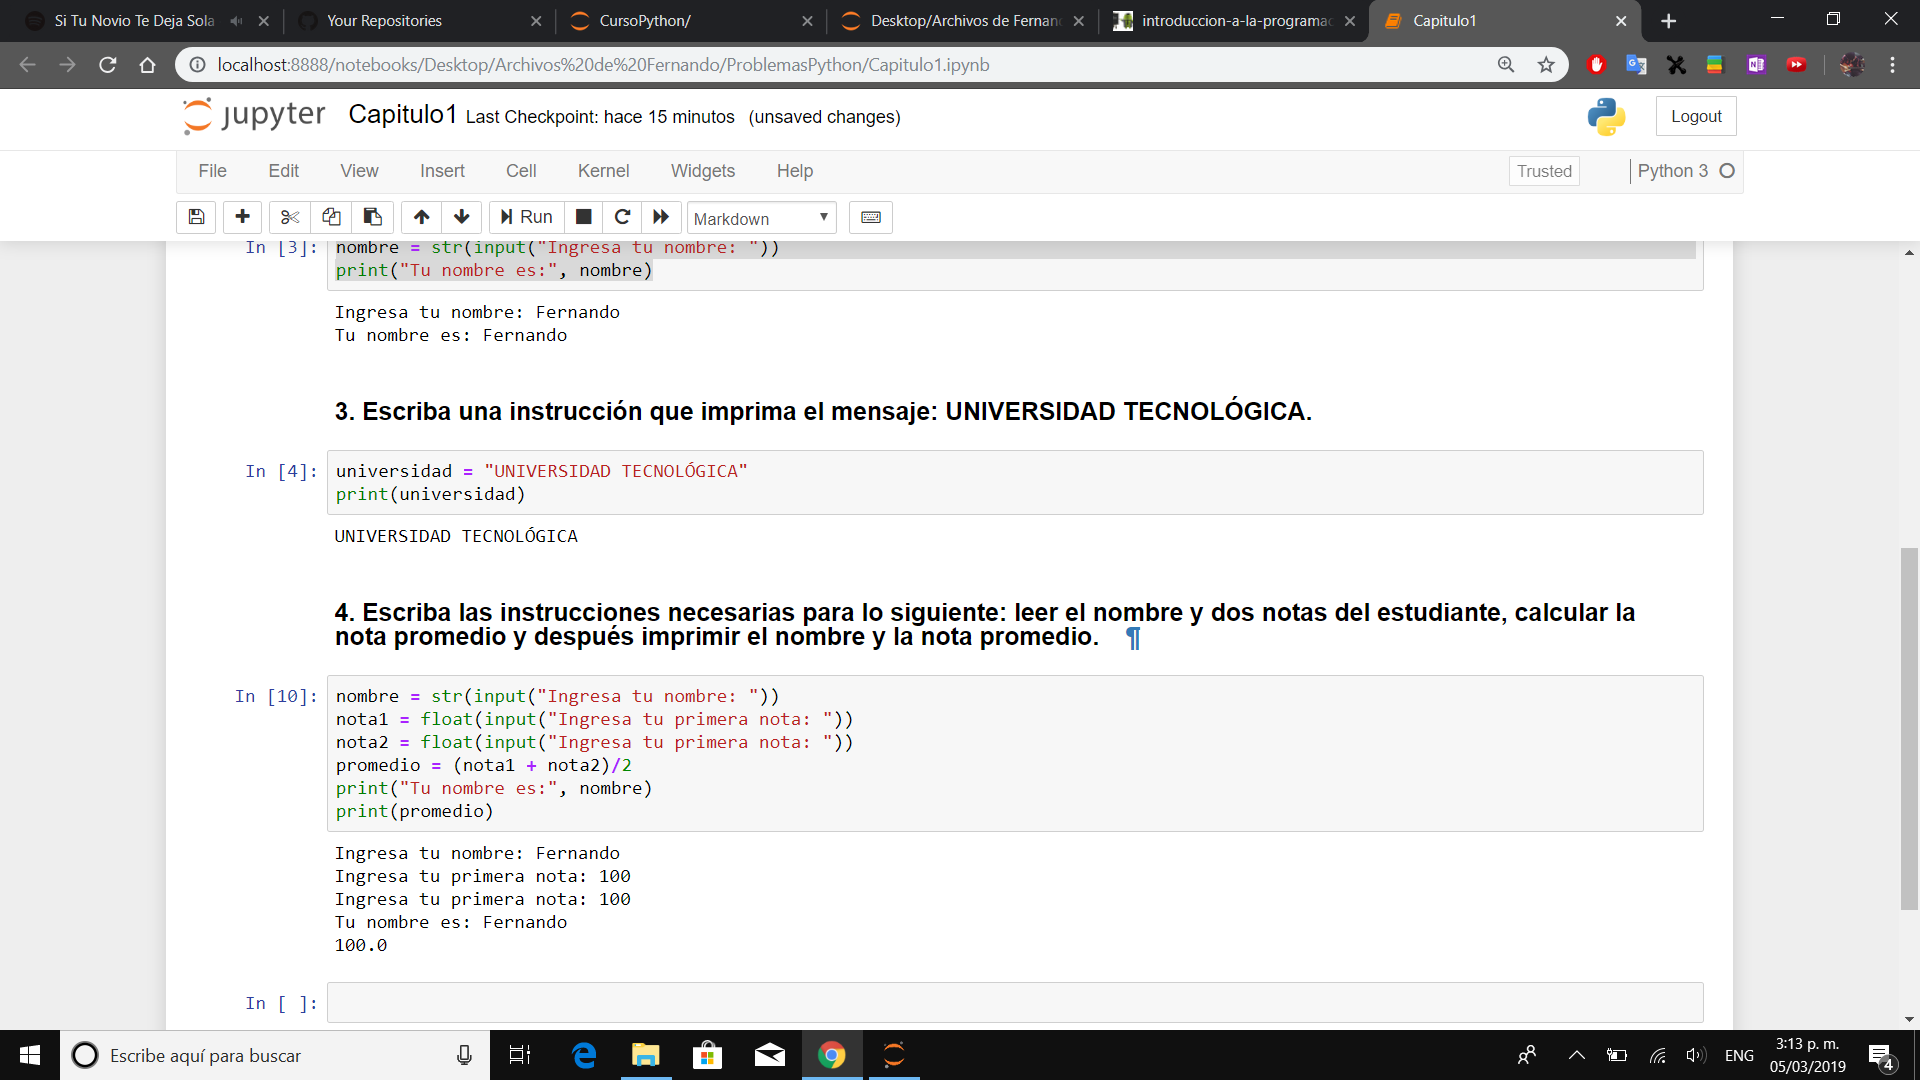 Si Tu Novio Te Deja Sola
Your Repositories
CursoPython/
Desktop/Archivos de Fernan
introduccion-a-la-programac
Capitulo1
localhost:8888/notebooks/Desktop/Archivos%20de%20Fernando/ProblemasPython/Capitulo1.ipynb
jupyter Capitulo1 Last Checkpoint: hace 15 minutos (unsaved changes)
Logout
File Edit View Insert Cell Kernel Widgets Help
Trusted
Python 3
Run
Markdown
In [3]: nombre = str(input("Ingresa tu nombre: "))
print("Tu nombre es:", nombre)
Ingresa tu nombre: Fernando
Tu nombre es: Fernando
3. Escriba una instrucción que imprima el mensaje: UNIVERSIDAD TECNOLÓGICA.
In [4]: universidad = "UNIVERSIDAD TECNOLÓGICA"
print(universidad)
UNIVERSIDAD TECNOLÓGICA
4. Escriba las instrucciones necesarias para lo siguiente: leer el nombre y dos notas del estudiante, calcular la
nota promedio y después imprimir el nombre y la nota promedio. ¶
In [10]: nombre = str(input("Ingresa tu nombre: "))
nota1 = float(input("Ingresa tu primera nota: "))
nota2 = float(input("Ingresa tu primera nota: "))
promedio = (nota1 + nota2)/2
print("Tu nombre es:", nombre)
print(promedio)
Ingresa tu nombre: Fernando
Ingresa tu primera nota: 100
Ingresa tu primera nota: 100
Tu nombre es: Fernando
100.0
In [ ]:
Escribe aquí para buscar
ENG
3:13 p. m.
05/03/2019
4